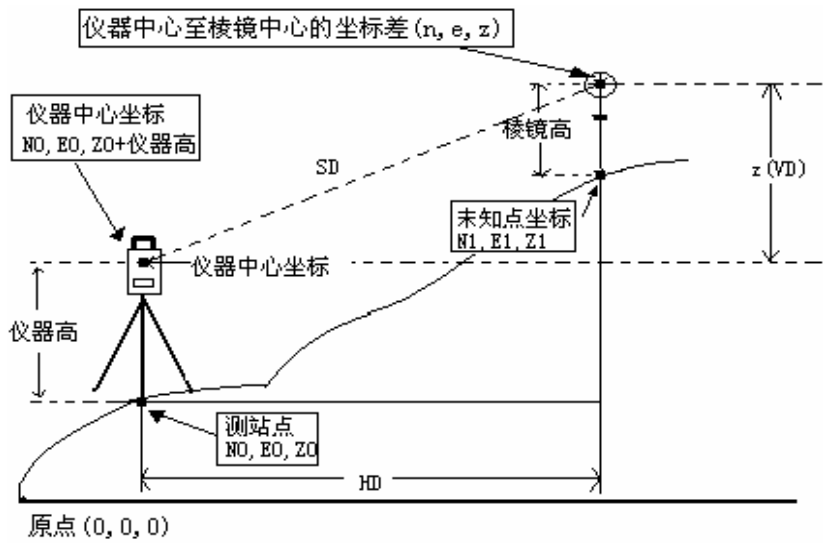 仪器中心至棱镜中心的坐标差(n,e,z)
仪器中心坐标
N0,E0,Z0+仪器高
棱镜高
SD
z(VD)
未知点坐标
N1,E1,Z1
仪器中心坐标
仪器高
测站点
N0,E0,Z0
HD
原点(0,0,0)